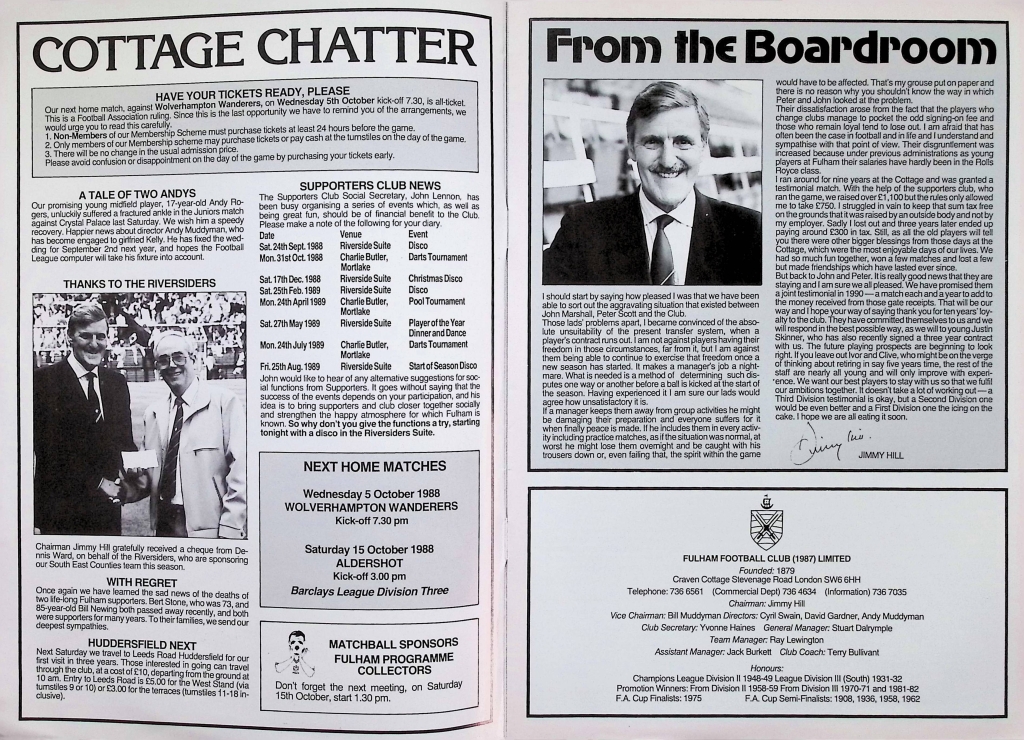 COTTAGE CHATTER
HAVE YOUR TICKETS READY, PLEASE
Our next home match, against Wolverhampton Wanderers, on Wednesday 5th October kick-off 7.30, is all-ticket.
This is a Football Association ruling. Since this is the last opportunity we have to remind you of the arrangements, we
would urge you to read this carefully.
1. Non-Members of our Membership Scheme must purchase tickets at least 24 hours before the game.
2. Only members of our Membership scheme may purchase tickets or pay cash at the turnstiles on the day of the game.
3. There will be no change in the usual admission price.
Please avoid confusion or disappointment on the day of the game by purchasing your tickets early.
A TALE OF TWO ANDYS
Our promising young midfield player, 17-year-old Andy Ro-
gers, unluckily suffered a fractured ankle in the Juniors match
against Crystal Palace last Saturday. We wish him a speedy
recovery. Happier news about director Andy Muddyman, who
has become engaged to girlfried Kelly. He has fixed the wed-
ding for September 2nd next year, and hopes the Football
League computer will take his fixture into account.
THANKS TO THE RIVERSIDERS
Chairman Jimmy Hill gratefully received a cheque from De-
nnis Ward, on behalf of the Riversiders, who are sponsoring
our South East Counties team this season.
WITH REGRET
Once again we have learned the sad news of the deaths of
two life-long Fulham supporters. Bert Stone, who was 73, and
85-year-old Bill Newing both passed away recently, and both
were supporters for many years. To their families, we send our
deepest sympathies.
HUDDERSFIELD NEXT
Next Saturday we travel to Leeds Road Huddersfield for our
first visit in three years. Those interested in going can travel
through the club, at a cost of £10, departing from the ground at
10 am. Entry to Leeds Road is £5.00 for the West Stand (via
turnstiles 9 or 10) or £3.00 for the terraces (turnstiles 11-18 in-
clusive).
SUPPORTERS CLUB NEWS
The Supporters Club Social Secretary, John Lennon, has
been busy organising a series of events which, as well as
being great fun, should be of financial benefit to the Club.
Please make a note of the following for your diary.
Date Venue Event
Sat. 24th Sept. 1988 Riverside Suite Disco
Mon. 31st Oct. 1988 Charlie Butler, Darts Tournament
Mortlake
Sat. 17th Dec. 1988 Riverside Suite Christmas Disco
Sat. 25th Feb. 1989 Riverside Suite Disco
Mon. 24th April 1989 Charlie Butler, Pool Tournament
Mortlake
Sat. 27th May 1989 Riverside Suite Player of the Year
Dinner and Dance
Mon. 24th July 1989 Charlie Butler, Darts Tournament
Mortlake
Fri. 25th Aug. 1989 Riverside Suite Start of Season Disco
John would like to hear of any alternative suggestions for so-
cial functions from Supporters. It goes without saying that the
success of the events depends on your participation, and his
idea is to bring supporters and club closer together socially
and strengthen the happy atmosphere for which Fulham is
known. So why don't you give the functions a try, starting
tonight with a disco in the Riversiders Suite.
NEXT HOME MATCHES
Wednesday 5 October 1988
WOLVERHAMPTON WANDERERS
Kick-off 7.30 pm
Saturday 15 October 1988
ALDERSHOT
Kick-off 3.00 pm
Barclays League Division Three
MATCHBALL SPONSORS
FULHAM PROGRAMME
COLLECTORS
Don't forget the next meeting, on Saturday
15th October, start 1.30 pm.
From the Boardroom
I should start by saying how pleased I was that we have been
able to sort out the aggravating situation that existed between
John Marshall, Peter Scott and the Club.
Those lads' problems apart, I became convinced of the abso-
lute unsuitability of the present transfer system, when a
player's contract runs out. I am not against players having their
freedom in those circumstances, far from it, but I am against
them being able to continue to exercise that freedom once a
new season has started. It makes a manager's job a night-
mare. What is needed is a method of determining such dis-
putes one way or another before a ball is kicked at the start of
the season. Having experienced it I am sure our lads would
agree how unsatisfactory it is.
If a manager keeps them away from group activities he might
be damaging their preparation and everyone suffers for it
when finally peace is made. If he includes them in every activ-
ity including practice matches, as if the situation was normal, at
worst he might lose them overnight and be caught with his
trousers down or, even failing that, the spirit within the game
would have to be affected. That's my grouse put on paper and
there is no reason why you shouldn't know the way in which
Peter and John looked at the problem.
Their dissatisfaction arose from the fact that the players who
change clubs manage to pocket the odd signing-on fee and
those who remain loyal tend to lose out. I am afraid that has
often been the case in football and in life and I understand and
sympathise with that point of view. Their disgruntlement was
increased because under previous administrations as young
players at Fulham their salaries have hardly been in the Rolls
Royce class.
I ran around for nine years at the Cottage and was granted a
testimonial match. With the help of the supporters club, who
ran the game, we raised over £1,100 but the rules only allowed
me to take £750. I struggled in vain to keep that sum tax free
on the grounds that it was raised by an outside body and not by
my employer. Sadly I lost out and three years later ended up
paying around £300 in tax. Still, as all the old players will tell
you there were other bigger blessings from those days at the
Cottage, which were the most enjoyable days of our lives. We
had so much fun together, won a few matches and lost a few
but made friendships which have lasted ever since.
But back to John and Peter. It is really good news that they are
staying and I am sure we all pleased. We have promised them
a joint testimonial in 1990 — a match each and a year to add to
the money received from those gate receipts. That will be our
way and I hope your way of saying thank you for ten years' loy-
alty to the club. They have committed themselves to us and we
will respond in the best possible way, as we will to young Justin
Skinner, who has also recently signed a three year contract
with us. The future playing prospects are beginning to look
right. If you leave out Ivor and Clive, who might be on the verge
of thinking about retiring in say five years time, the rest of the
staff are nearly all young and will only improve with experi-
ence. We want our best players to stay with us so that we fulfil
our ambitions together. It doesn't take a lot of working out — a
Third Division testimonial is okay, but a Second Division one
would be even better and a First Division one the icing on the
cake. I hope we are all eating it soon.
JIMMY HILL
FULHAM FOOTBALL CLUB (1987) LIMITED
Founded: 1879
Craven Cottage Stevenage Road London SW6 6HH
Telephone: 736 6561 (Commercial Dept) 736 4634 (Information) 736 7035
Chairman: Jimmy Hill
Vice Chairman: Bill Muddyman Directors: Cyril Swain, David Gardner, Andy Muddyman
Club Secretary: Yvonne Haines General Manager: Stuart Dalrymple
Team Manager: Ray Lewington
Assistant Manager: Jack Burkett Club Coach: Terry Bullivant
Honours:
Champions League Division II 1948-49 League Division III (South) 1931-32
Promotion Winners: From Division II 1958-59 From Division III 1970-71 and 1981-82
F.A. Cup Finalists: 1975 F.A. Cup Semi-Finalists: 1908, 1936, 1958, 1962